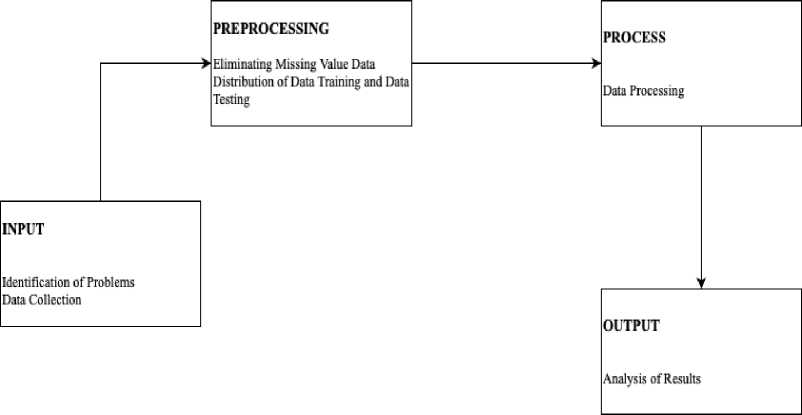 INPUT
Identification of Problems
Data Collection
PREPROCESSING
Eliminating Missing Value Data
Distribution of Data Training and Data
Testing
PROCESS
Data Processing
OUTPUT
Analysis of Results